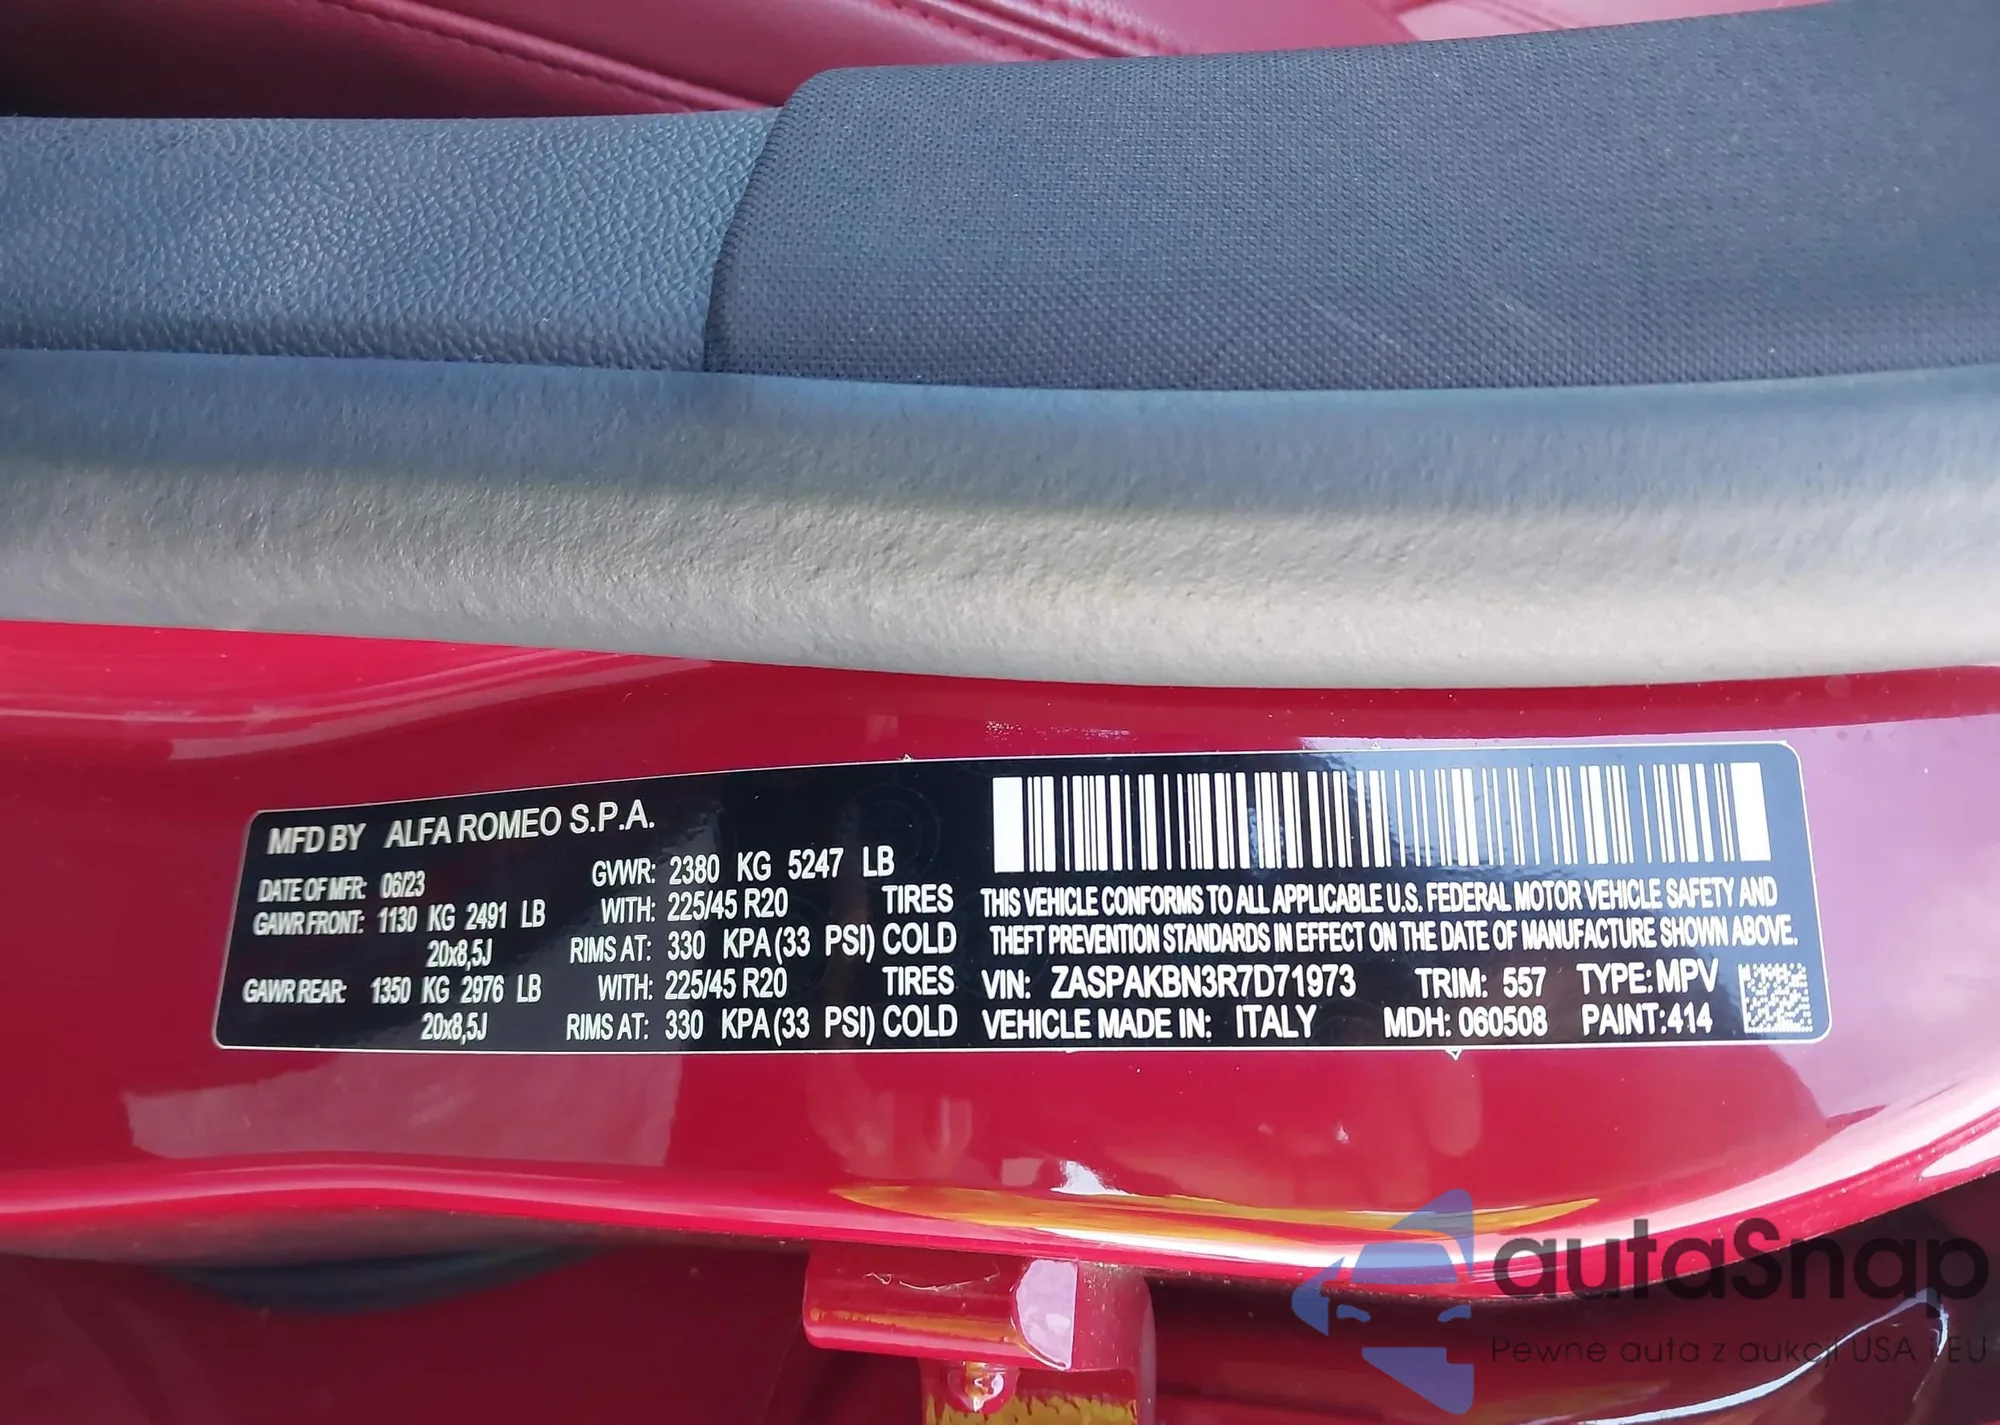 MFD BY ALFA ROMEO S.P.A.
DATE OF MFR: 06/23 GVWR: 2380 KG 5247 LB
GAWR FRONT: 1130 KG 2491 LB WITH: 225/45 R20 TIRES
20x8,5J RIMS AT: 330 KPA (33 PSI) COLD
GAWR REAR: 1350 KG 2976 LB WITH: 225/45 R20 TIRES
20x8,5J RIMS AT: 330 KPA (33 PSI) COLD
THIS VEHICLE CONFORMS TO ALL APPLICABLE U.S. FEDERAL MOTOR VEHICLE SAFETY AND
THEFT PREVENTION STANDARDS IN EFFECT ON THE DATE OF MANUFACTURE SHOWN ABOVE.
VIN: ZASPAKBN3R7D71973 TRIM: 557 TYPE: MPV
VEHICLE MADE IN: ITALY MDH: 060508 PAINT: 414
autaSnap
Pewne auta z aukcji USA i EU